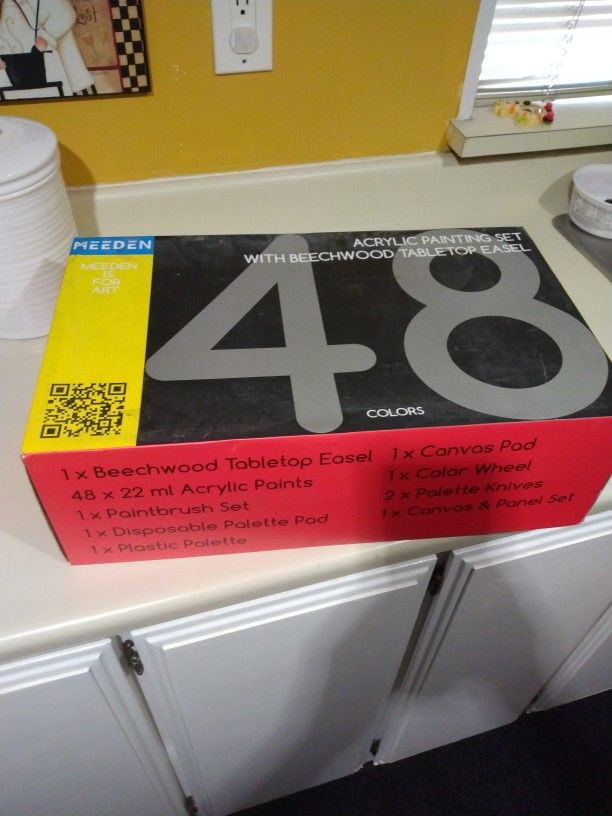 List
MEEDEN
MEEDEN
IS
FOR
ART
ACRYLIC PAINTING SET
WITH BEECHWOOD TABLETOP EASEL
48
COLORS
1 x Beechwood Tabletop Easel
48 x 22 ml Acrylic Paints
1 x Paintbrush Set
1 x Disposable Palette Pad
1 x Plastic Palette
1 x Canvas Pad
1 x Color Wheel
2 x Palette Knives
1x Canvas & Panel Set